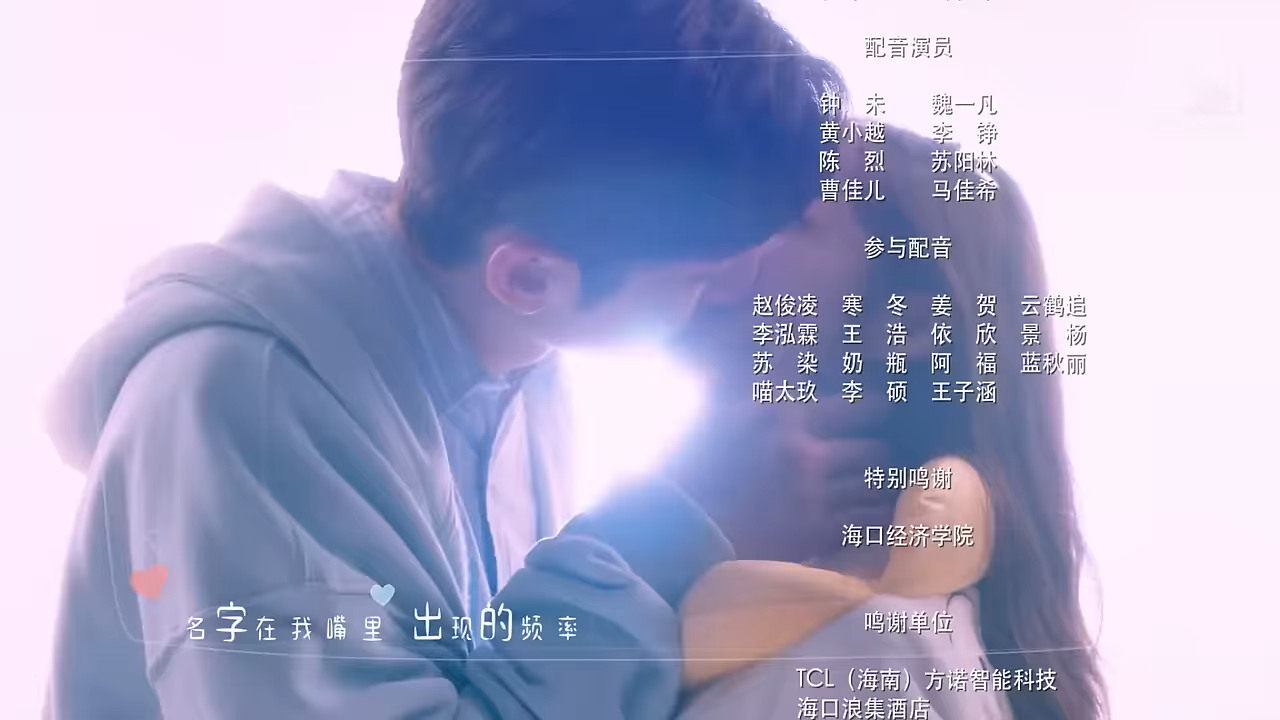 配音演员
钟　未　　魏一凡
黄小越　　李　铮
陈　烈　　苏阳林
曹佳儿　　马佳希
参与配音
赵俊凌　寒　冬　姜　贺　云鹤追
李泓霖　王　浩　依　欣　景　杨
苏　染　奶　瓶　阿　福　蓝秋丽
喵太玖　李　硕　王子涵
特别鸣谢
海口经济学院
名字在我嘴里 出现的频率
鸣谢单位
TCL（海南）方诺智能科技
海口浪集酒店